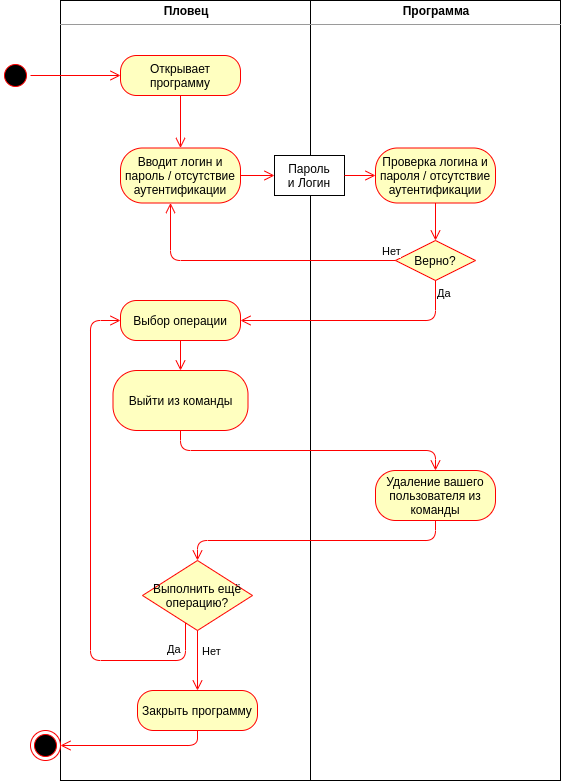 Пловец
Программа
Открывает
программу
Вводит логин и
пароль / отсутствие
аутентификации
Пароль
и Логин
Проверка логина и
пароля / отсутствие
аутентификации
Нет
Верно?
Да
Выбор операции
Выйти из команды
Удаление вашего
пользователя из
команды
Выполнить ещё
операцию?
Да
Нет
Закрыть программу